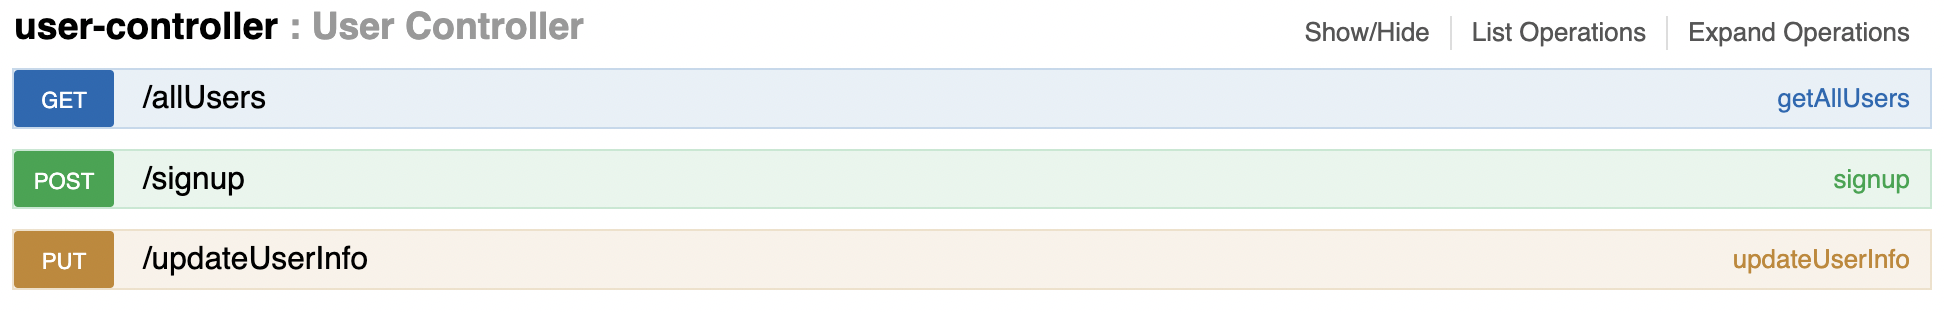 user-controller : User Controller Show/Hide List Operations Expand Operations
GET /allUsers getAllUsers
POST /signup signup
PUT /updateUserInfo updateUserInfo